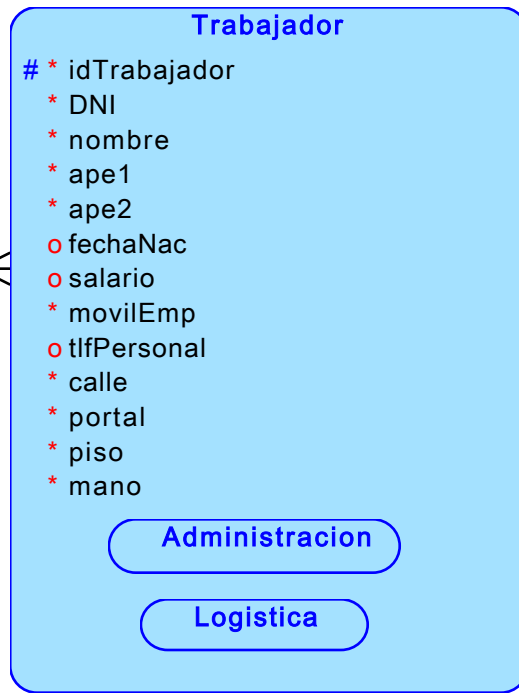 Trabajador
# * idTrabajador
* DNI
* nombre
* ape1
* ape2
o fechaNac
o salario
* movilEmp
o tlfPersonal
* calle
* portal
* piso
* mano
Administracion
Logistica